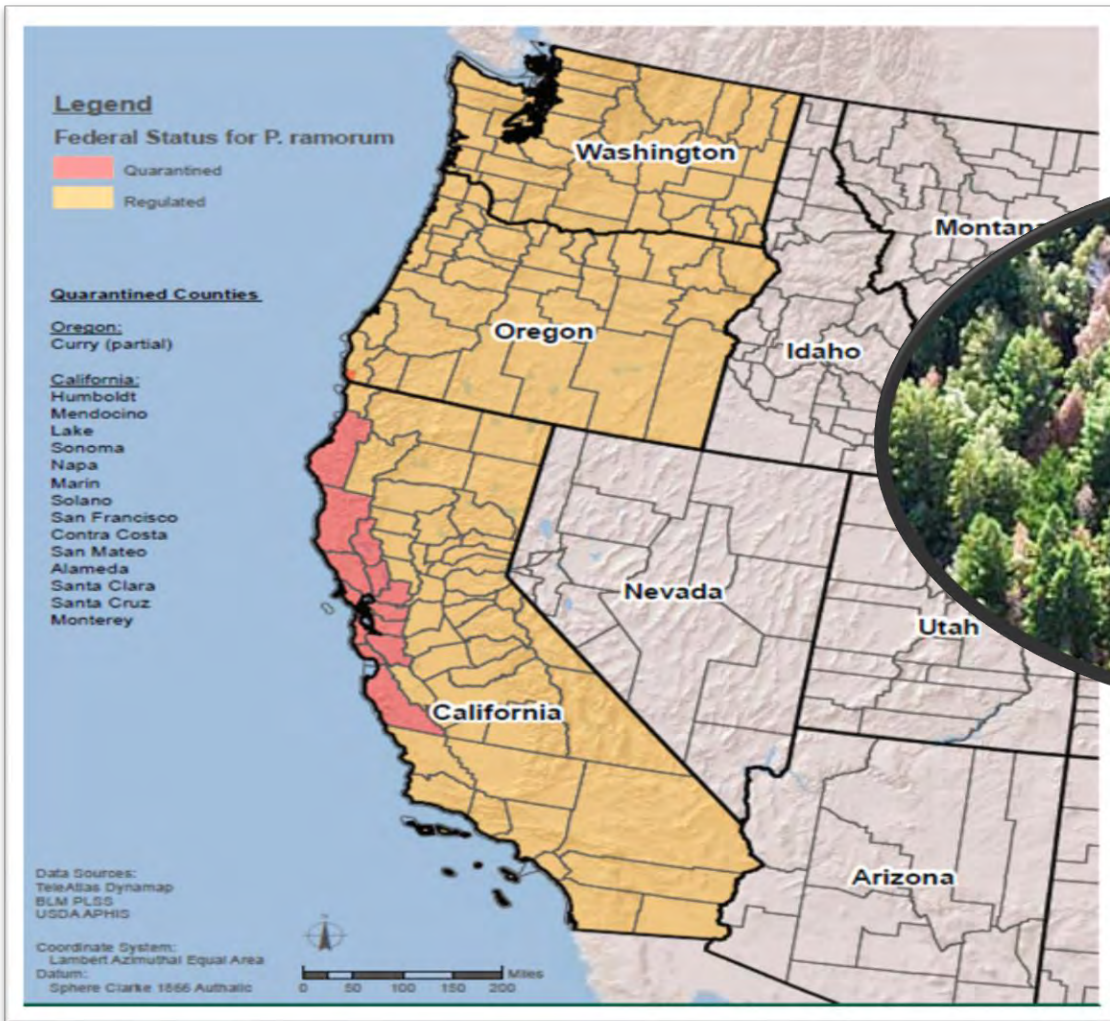 Legend
Federal Status for P. ramorum
Quarantined
Regulated
Quarantined Counties
Oregon:
Curry (partial)
California:
Humboldt
Mendocino
Lake
Sonoma
Napa
Marin
Solano
San Francisco
Contra Costa
San Mateo
Alameda
Santa Clara
Santa Cruz
Monterey
Washington
Montana
Oregon
Idaho
Nevada
Utah
California
Arizona
Data Sources:
TeleAtlas Dynamap
BLM PLSS
USDA APHIS
Coordinate System:
Lambert Azimuthal Equal Area
Datum:
Sphere Clarke 1866 Authalic
Miles
0 50 100 150 200